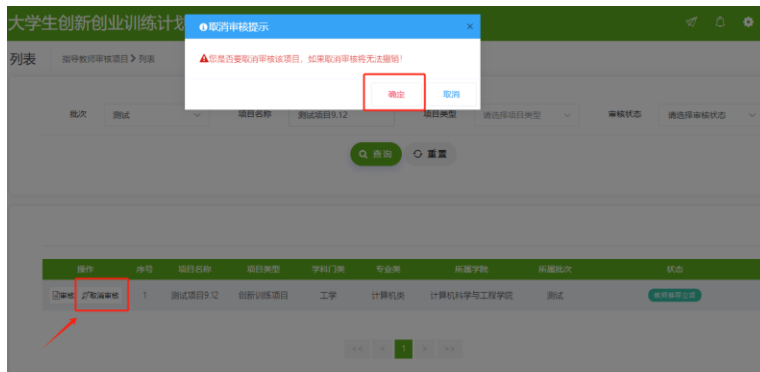 大学生创新创业训练计划
取消审核提示 ×
列表 指导教师审核项目 > 列表
您是否要取消审核该项目，如果取消审核将无法撤销！
确定 取消
批次 测试 项目名称 测试项目9.12 项目类型 请选择项目类型 审核状态 请选择审核状态
查询 重置
操作 序号 项目名称 项目类型 学科门类 专业类 所属学院 所属批次 状态
审核 取消审核 1 测试项目9.12 创新训练项目 工学 计算机类 计算机科学与工程学院 测试
<< < 1 > >>